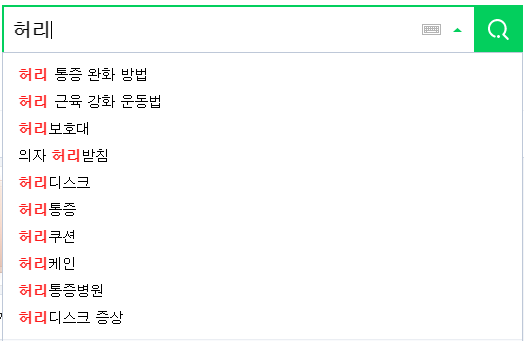 허리
허리 통증 완화 방법
허리 근육 강화 운동법
허리보호대
의자 허리받침
허리디스크
허리통증
허리쿠션
허리케인
허리통증병원
허리디스크 증상